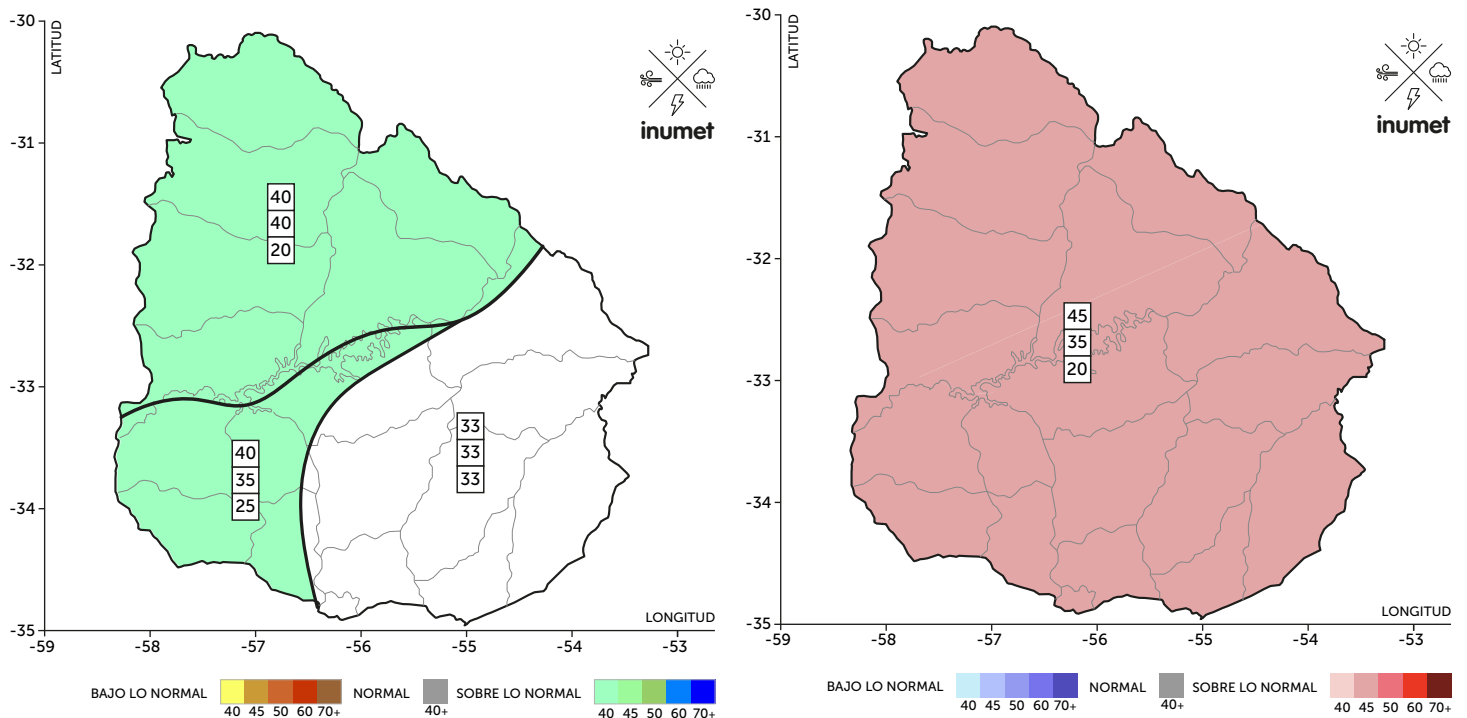 -30
-31
-32
-33
-34
-35
LATITUD
inumet
40
40
20
40
35
25
33
33
33
LONGITUD
-59 -58 -57 -56 -55 -54 -53
BAJO LO NORMAL NORMAL SOBRE LO NORMAL
40 45 50 60 70+ 40+ 40 45 50 60 70+
-30
-31
-32
-33
-34
-35
LATITUD
inumet
45
35
20
LONGITUD
-59 -58 -57 -56 -55 -54 -53
BAJO LO NORMAL NORMAL SOBRE LO NORMAL
40 45 50 60 70+ 40+ 40 45 50 60 70+